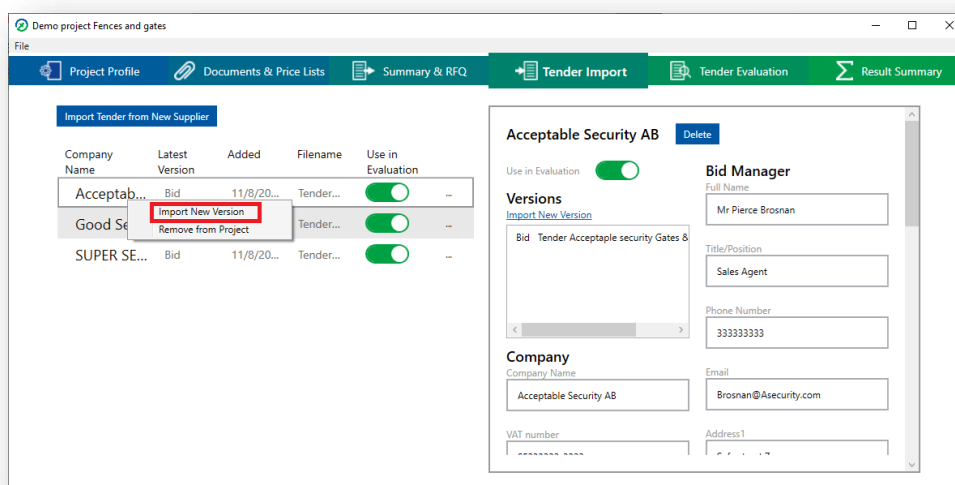 Demo project Fences and gates
File
Project Profile
Documents & Price Lists
Summary & RFQ
Tender Import
Tender Evaluation
Result Summary
Import Tender from New Supplier
Company Name
Latest Version
Added
Filename
Use in Evaluation
Acceptab... Bid 11/8/20... Tender... ...
Import New Version
Remove from Project
Good Se Tender... ...
SUPER SE... Bid 11/8/20... Tender... ...
Acceptable Security AB
Delete
Use in Evaluation
Versions
Import New Version
Bid Tender Acceptaple security Gates &
Company
Company Name
Acceptable Security AB
VAT number
Bid Manager
Full Name
Mr Pierce Brosnan
Title/Position
Sales Agent
Phone Number
333333333
Email
Brosnan@Asecurity.com
Address1